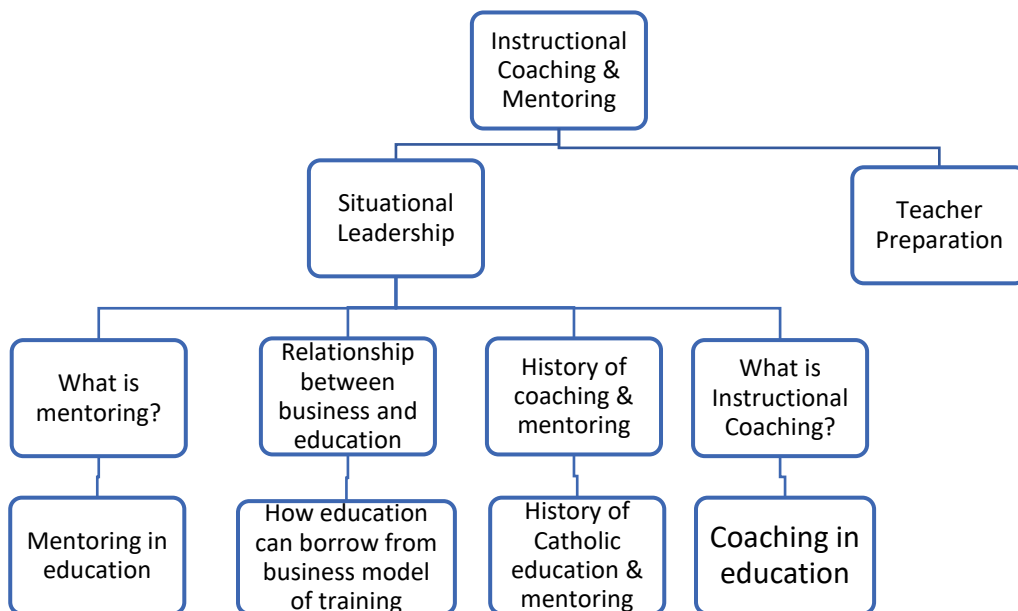 Instructional
Coaching &
Mentoring
Situational
Leadership
Teacher
Preparation
What is
mentoring?
Relationship
between
business and
education
History of
coaching &
mentoring
What is
Instructional
Coaching?
Mentoring in
education
How education
can borrow from
business model
of training
History of
Catholic
education &
mentoring
Coaching in
education